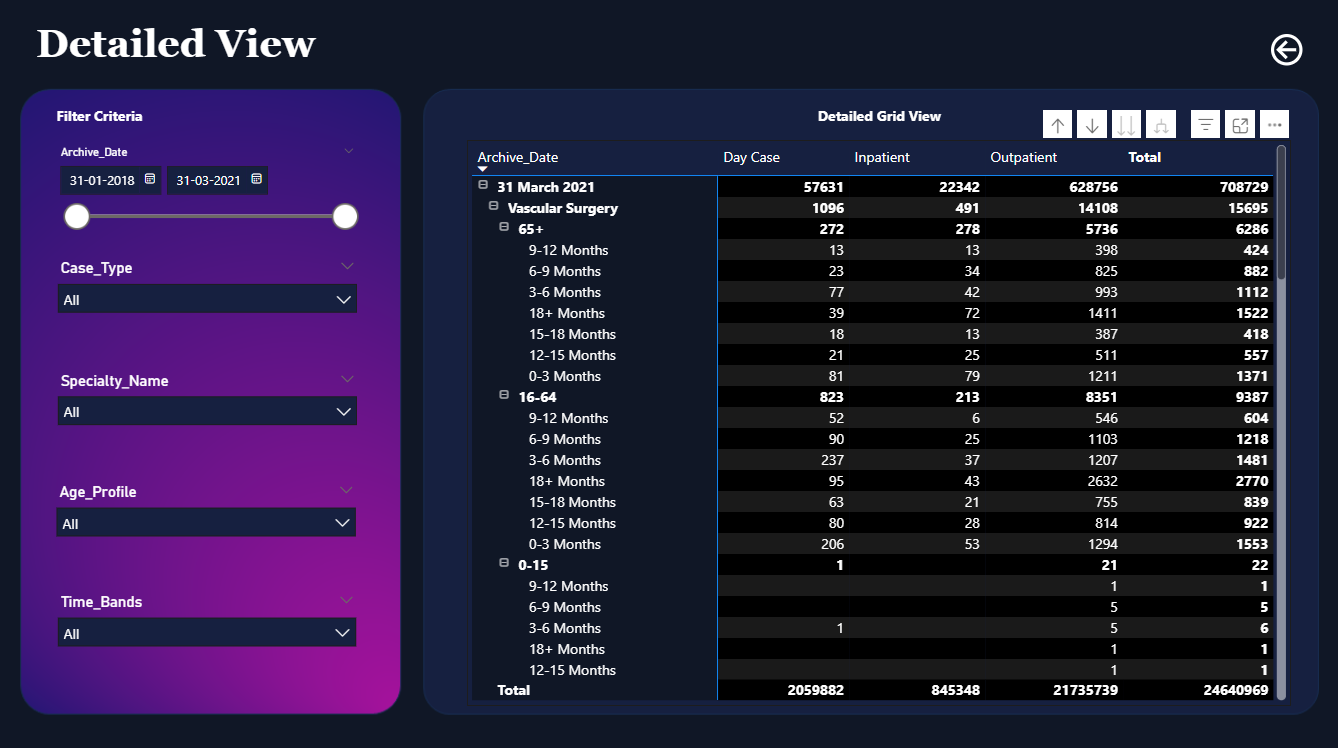 Detailed View
Filter Criteria
Archive_Date
31-01-2018 31-03-2021
Case_Type
All
Specialty_Name
All
Age_Profile
All
Time_Bands
All
Detailed Grid View
Archive_Date Day Case Inpatient Outpatient Total
31 March 2021 57631 22342 628756 708729
Vascular Surgery 1096 491 14108 15695
65+ 272 278 5736 6286
9-12 Months 13 13 398 424
6-9 Months 23 34 825 882
3-6 Months 77 42 993 1112
18+ Months 39 72 1411 1522
15-18 Months 18 13 387 418
12-15 Months 21 25 511 557
0-3 Months 81 79 1211 1371
16-64 823 213 8351 9387
9-12 Months 52 6 546 604
6-9 Months 90 25 1103 1218
3-6 Months 237 37 1207 1481
18+ Months 95 43 2632 2770
15-18 Months 63 21 755 839
12-15 Months 80 28 814 922
0-3 Months 206 53 1294 1553
0-15 1 21 22
9-12 Months 1 1
6-9 Months 5 5
3-6 Months 1 5 6
18+ Months 1 1
12-15 Months 1 1
Total 2059882 845348 21735739 24640969